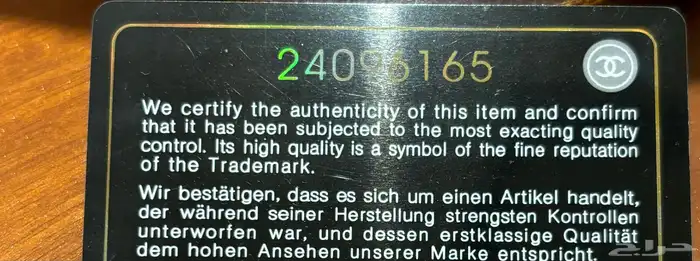 24096165
We certify the authenticity of this item and confirm
that it has been subjected to the most exacting quality
control. Its high quality is a symbol of the fine reputation
of the Trademark.
Wir bestätigen, dass es sich um einen Artikel handelt,
der während seiner Herstellung strengsten Kontrollen
unterworfen war, und dessen erstklassige Qualität
dem hohen Ansehen unserer Marke entspricht.
حراج